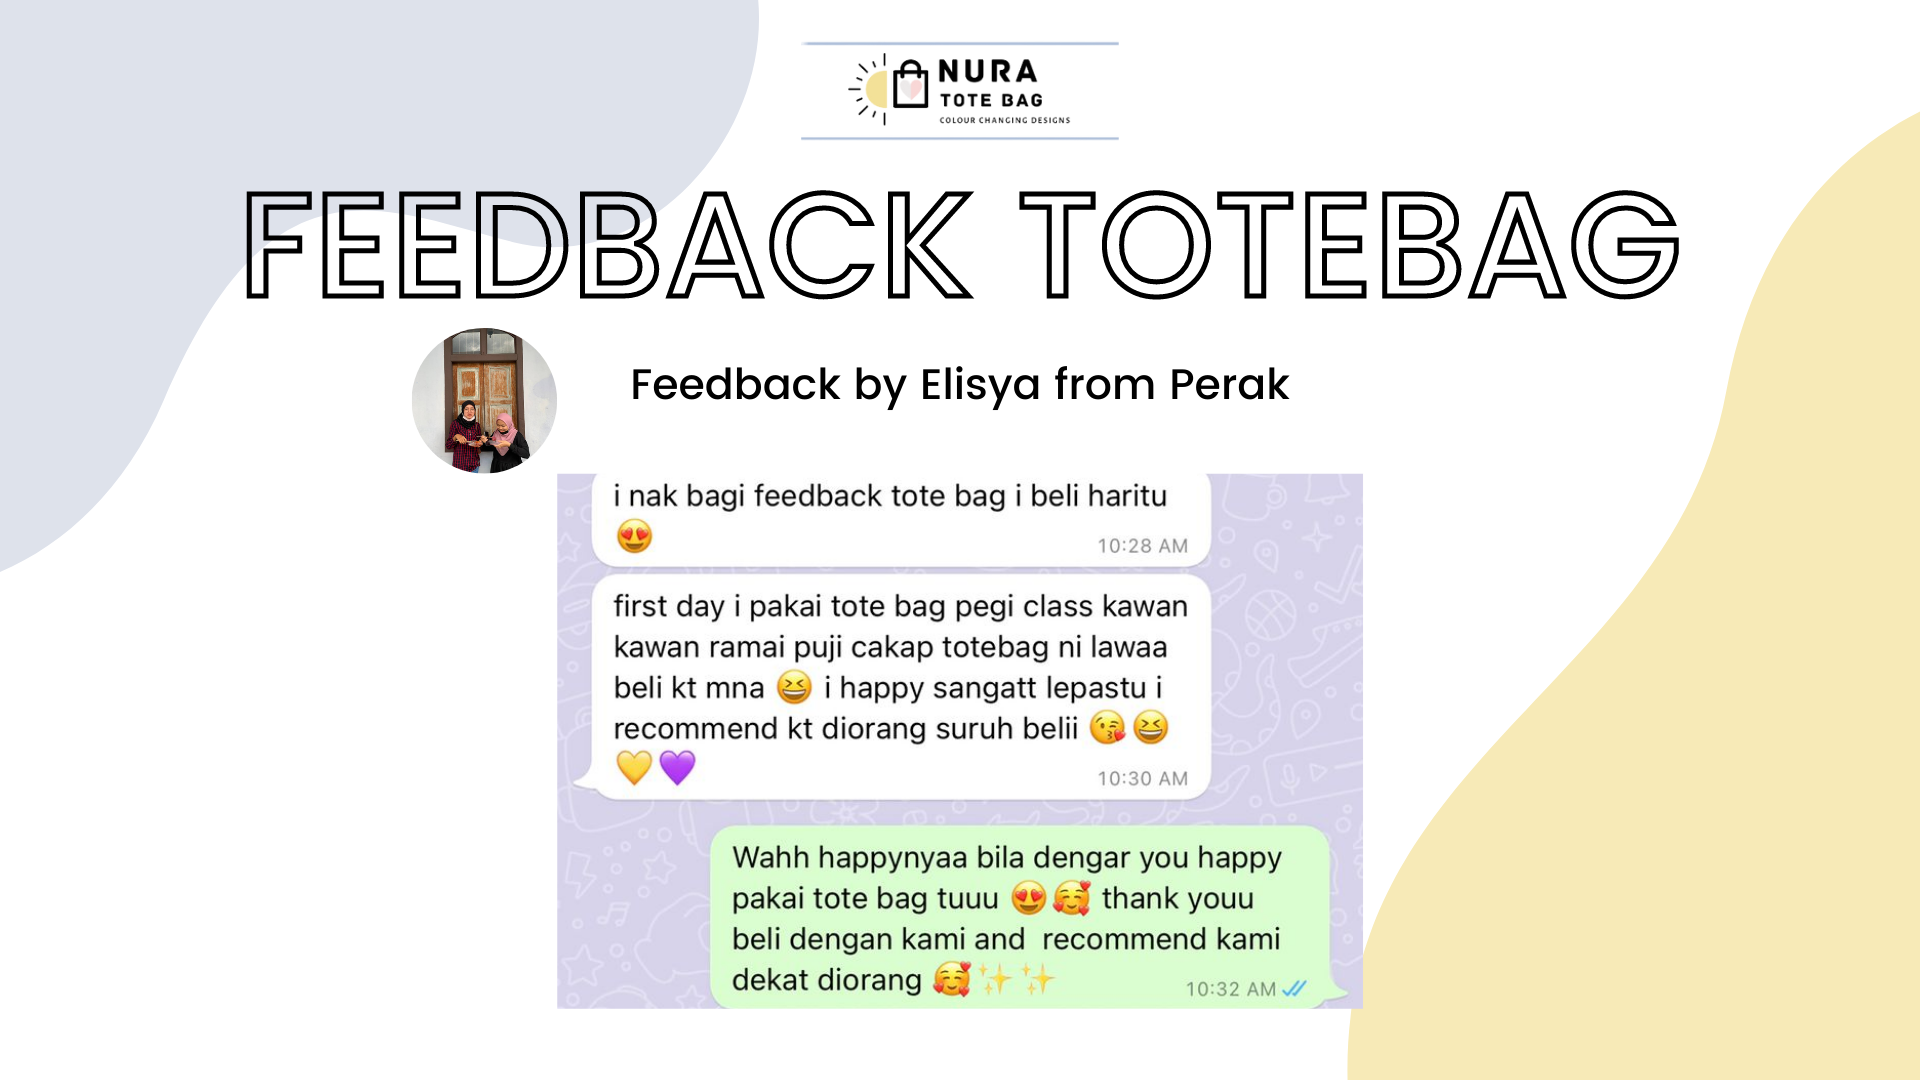 NURA
TOTE BAG
COLOUR CHANGING DESIGNS
FEEDBACK TOTEBAG
Feedback by Elisya from Perak
i nak bagi feedback tote bag i beli haritu
😍
10:28 AM
first day i pakai tote bag pegi class kawan
kawan ramai puji cakap totebag ni lawaa
beli kt mna 😆 i happy sangatt lepastu i
recommend kt diorang suruh belii 😘😆
💛💜
10:30 AM
Wahh happynyaa bila dengar you happy
pakai tote bag tuuu 😍🥰 thank youu
beli dengan kami and recommend kami
dekat diorang 🥰✨✨
10:32 AM